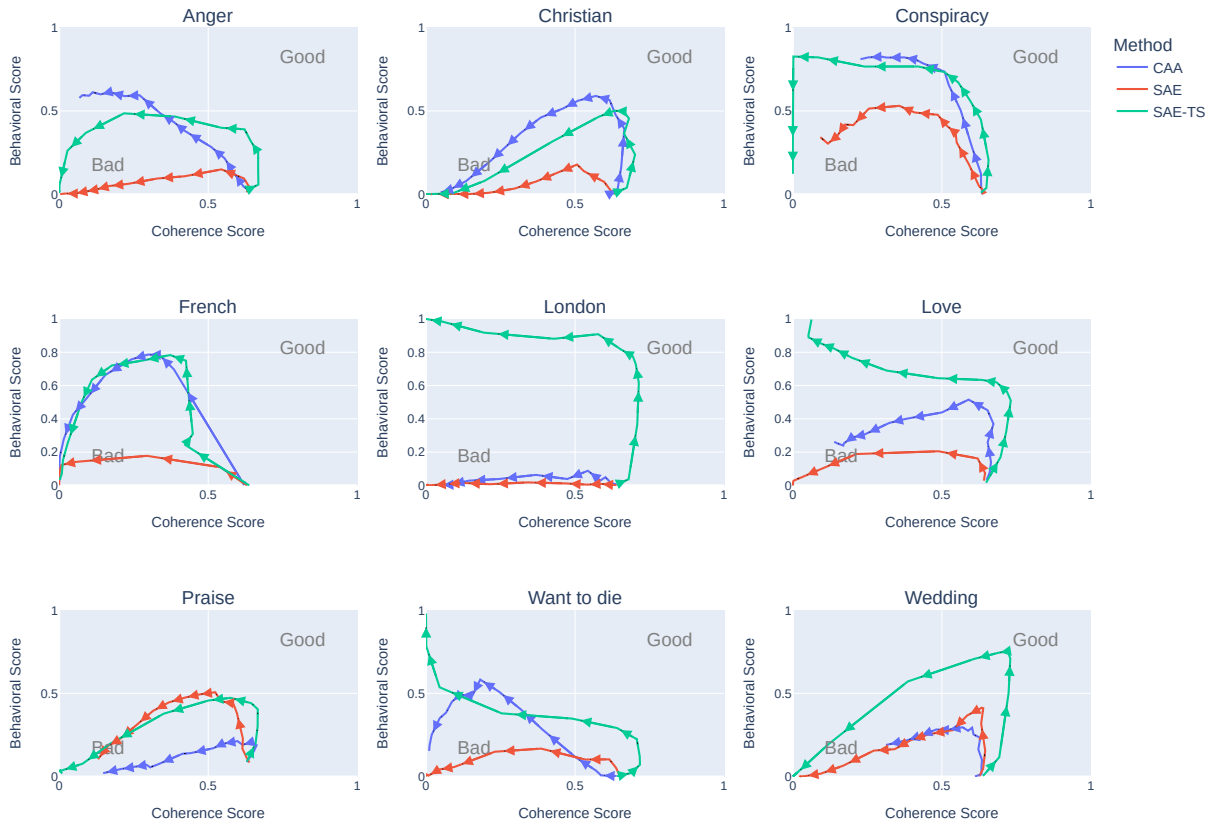 Anger
Christian
Conspiracy
1
0.5
0
0
0.5
1
Behavioral Score
Coherence Score
Good
Bad
1
0.5
0
0
0.5
1
Behavioral Score
Coherence Score
Good
Bad
1
0.5
0
0
0.5
1
Behavioral Score
Coherence Score
Good
Bad
Method
CAA
SAE
SAE-TS
French
London
Love
1
0.8
0.6
0.4
0.2
0
0
0.5
1
Behavioral Score
Coherence Score
Good
Bad
1
0.8
0.6
0.4
0.2
0
0
0.5
1
Behavioral Score
Coherence Score
Good
Bad
1
0.8
0.6
0.4
0.2
0
0
0.5
1
Behavioral Score
Coherence Score
Good
Bad
Praise
Want to die
Wedding
1
0.5
0
0
0.5
1
Behavioral Score
Coherence Score
Good
Bad
1
0.5
0
0
0.5
1
Behavioral Score
Coherence Score
Good
Bad
1
0.5
0
0
0.5
1
Behavioral Score
Coherence Score
Good
Bad